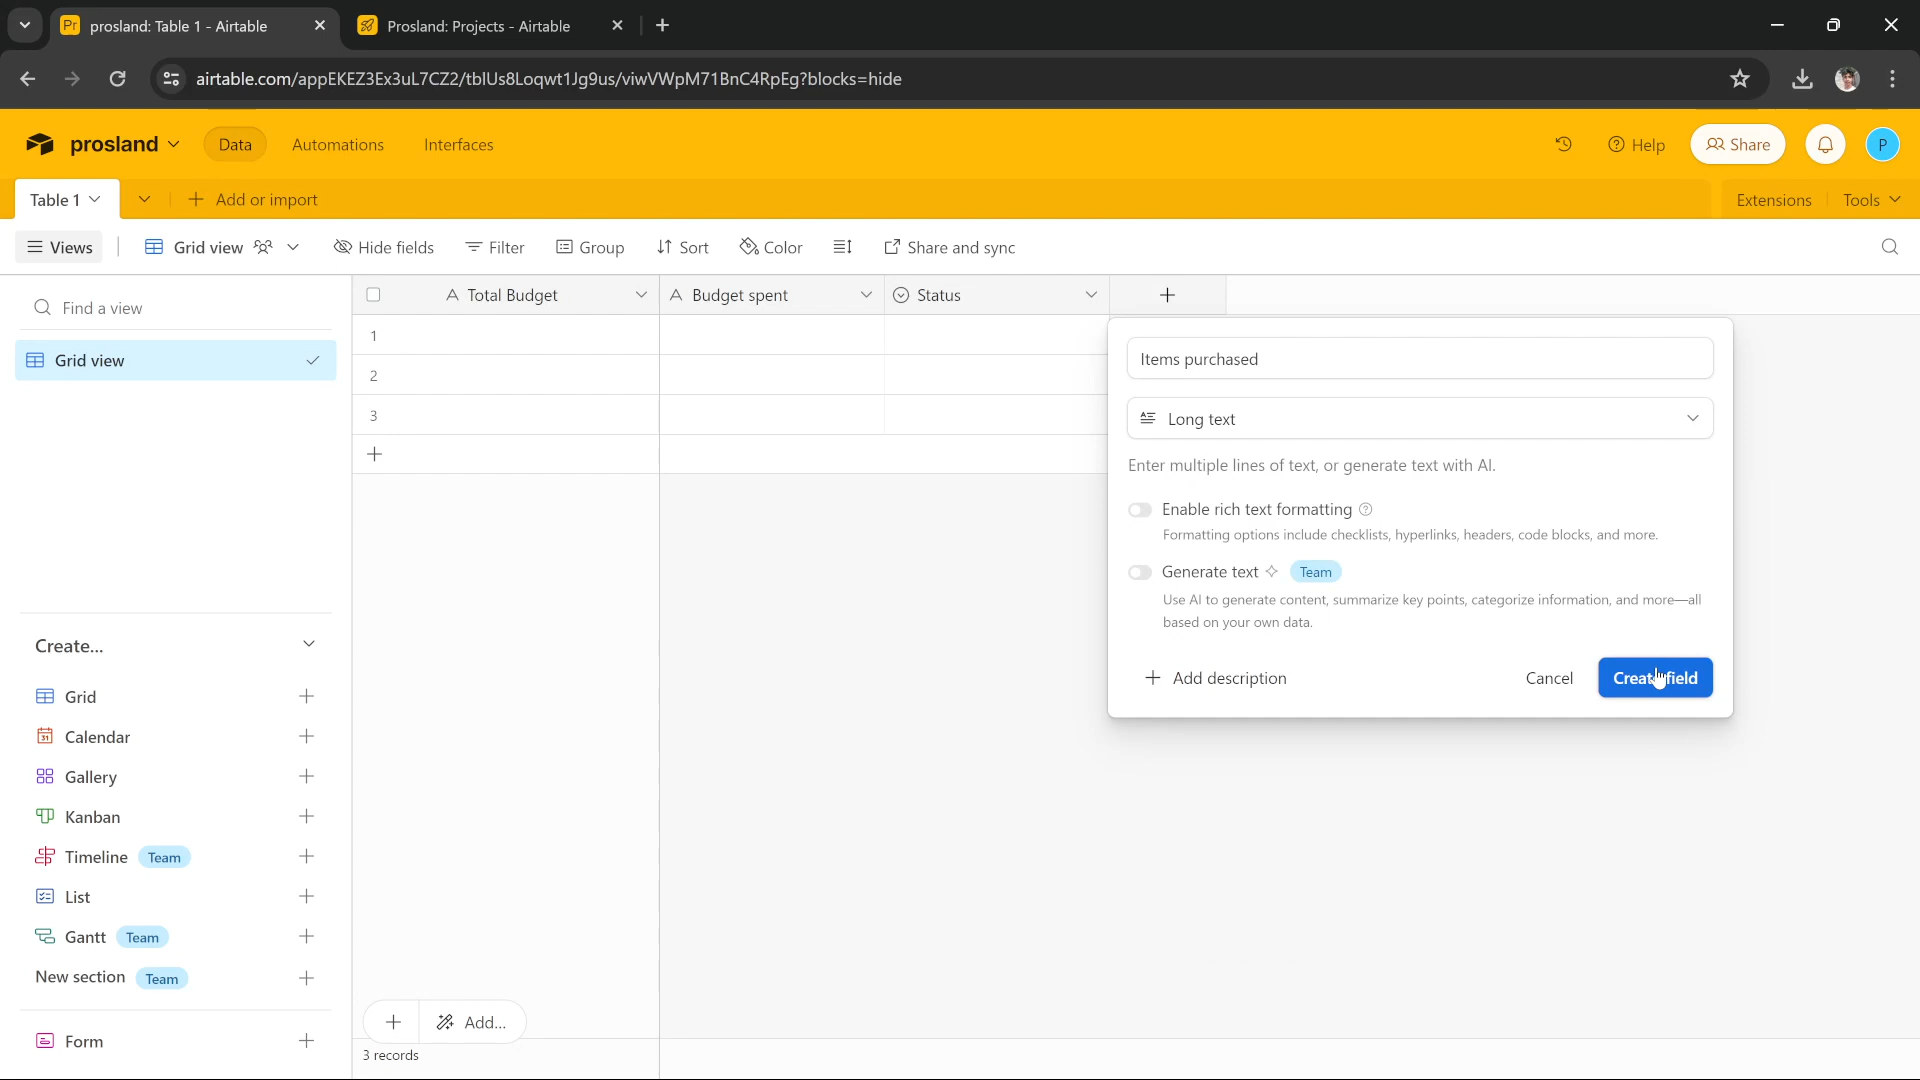 Pr prosland: Table 1 - Airtable
Prosland: Projects - Airtable
airtable.com/appEKEZ3Ex3uL7CZ2/tblUs8Loqwt1Jg9us/viwVWpM71BnC4RpEg?blocks=hide
prosland
Data
Automations
Interfaces
Help
Share
P
Table 1
Add or import
Extensions
Tools
Views
Grid view
Hide fields
Filter
Group
Sort
Color
Share and sync
Find a view
Grid view
Total Budget
Budget spent
Status
1
2
3
Items purchased
Long text
Enter multiple lines of text, or generate text with AI.
Enable rich text formatting
Formatting options include checklists, hyperlinks, headers, code blocks, and more.
Generate text Team
Use AI to generate content, summarize key points, categorize information, and more—all
based on your own data.
Add description
Cancel
Create field
Create...
Grid
31 Calendar
Gallery
Kanban
Timeline Team
List
Gantt Team
New section Team
Form
Add...
3 records